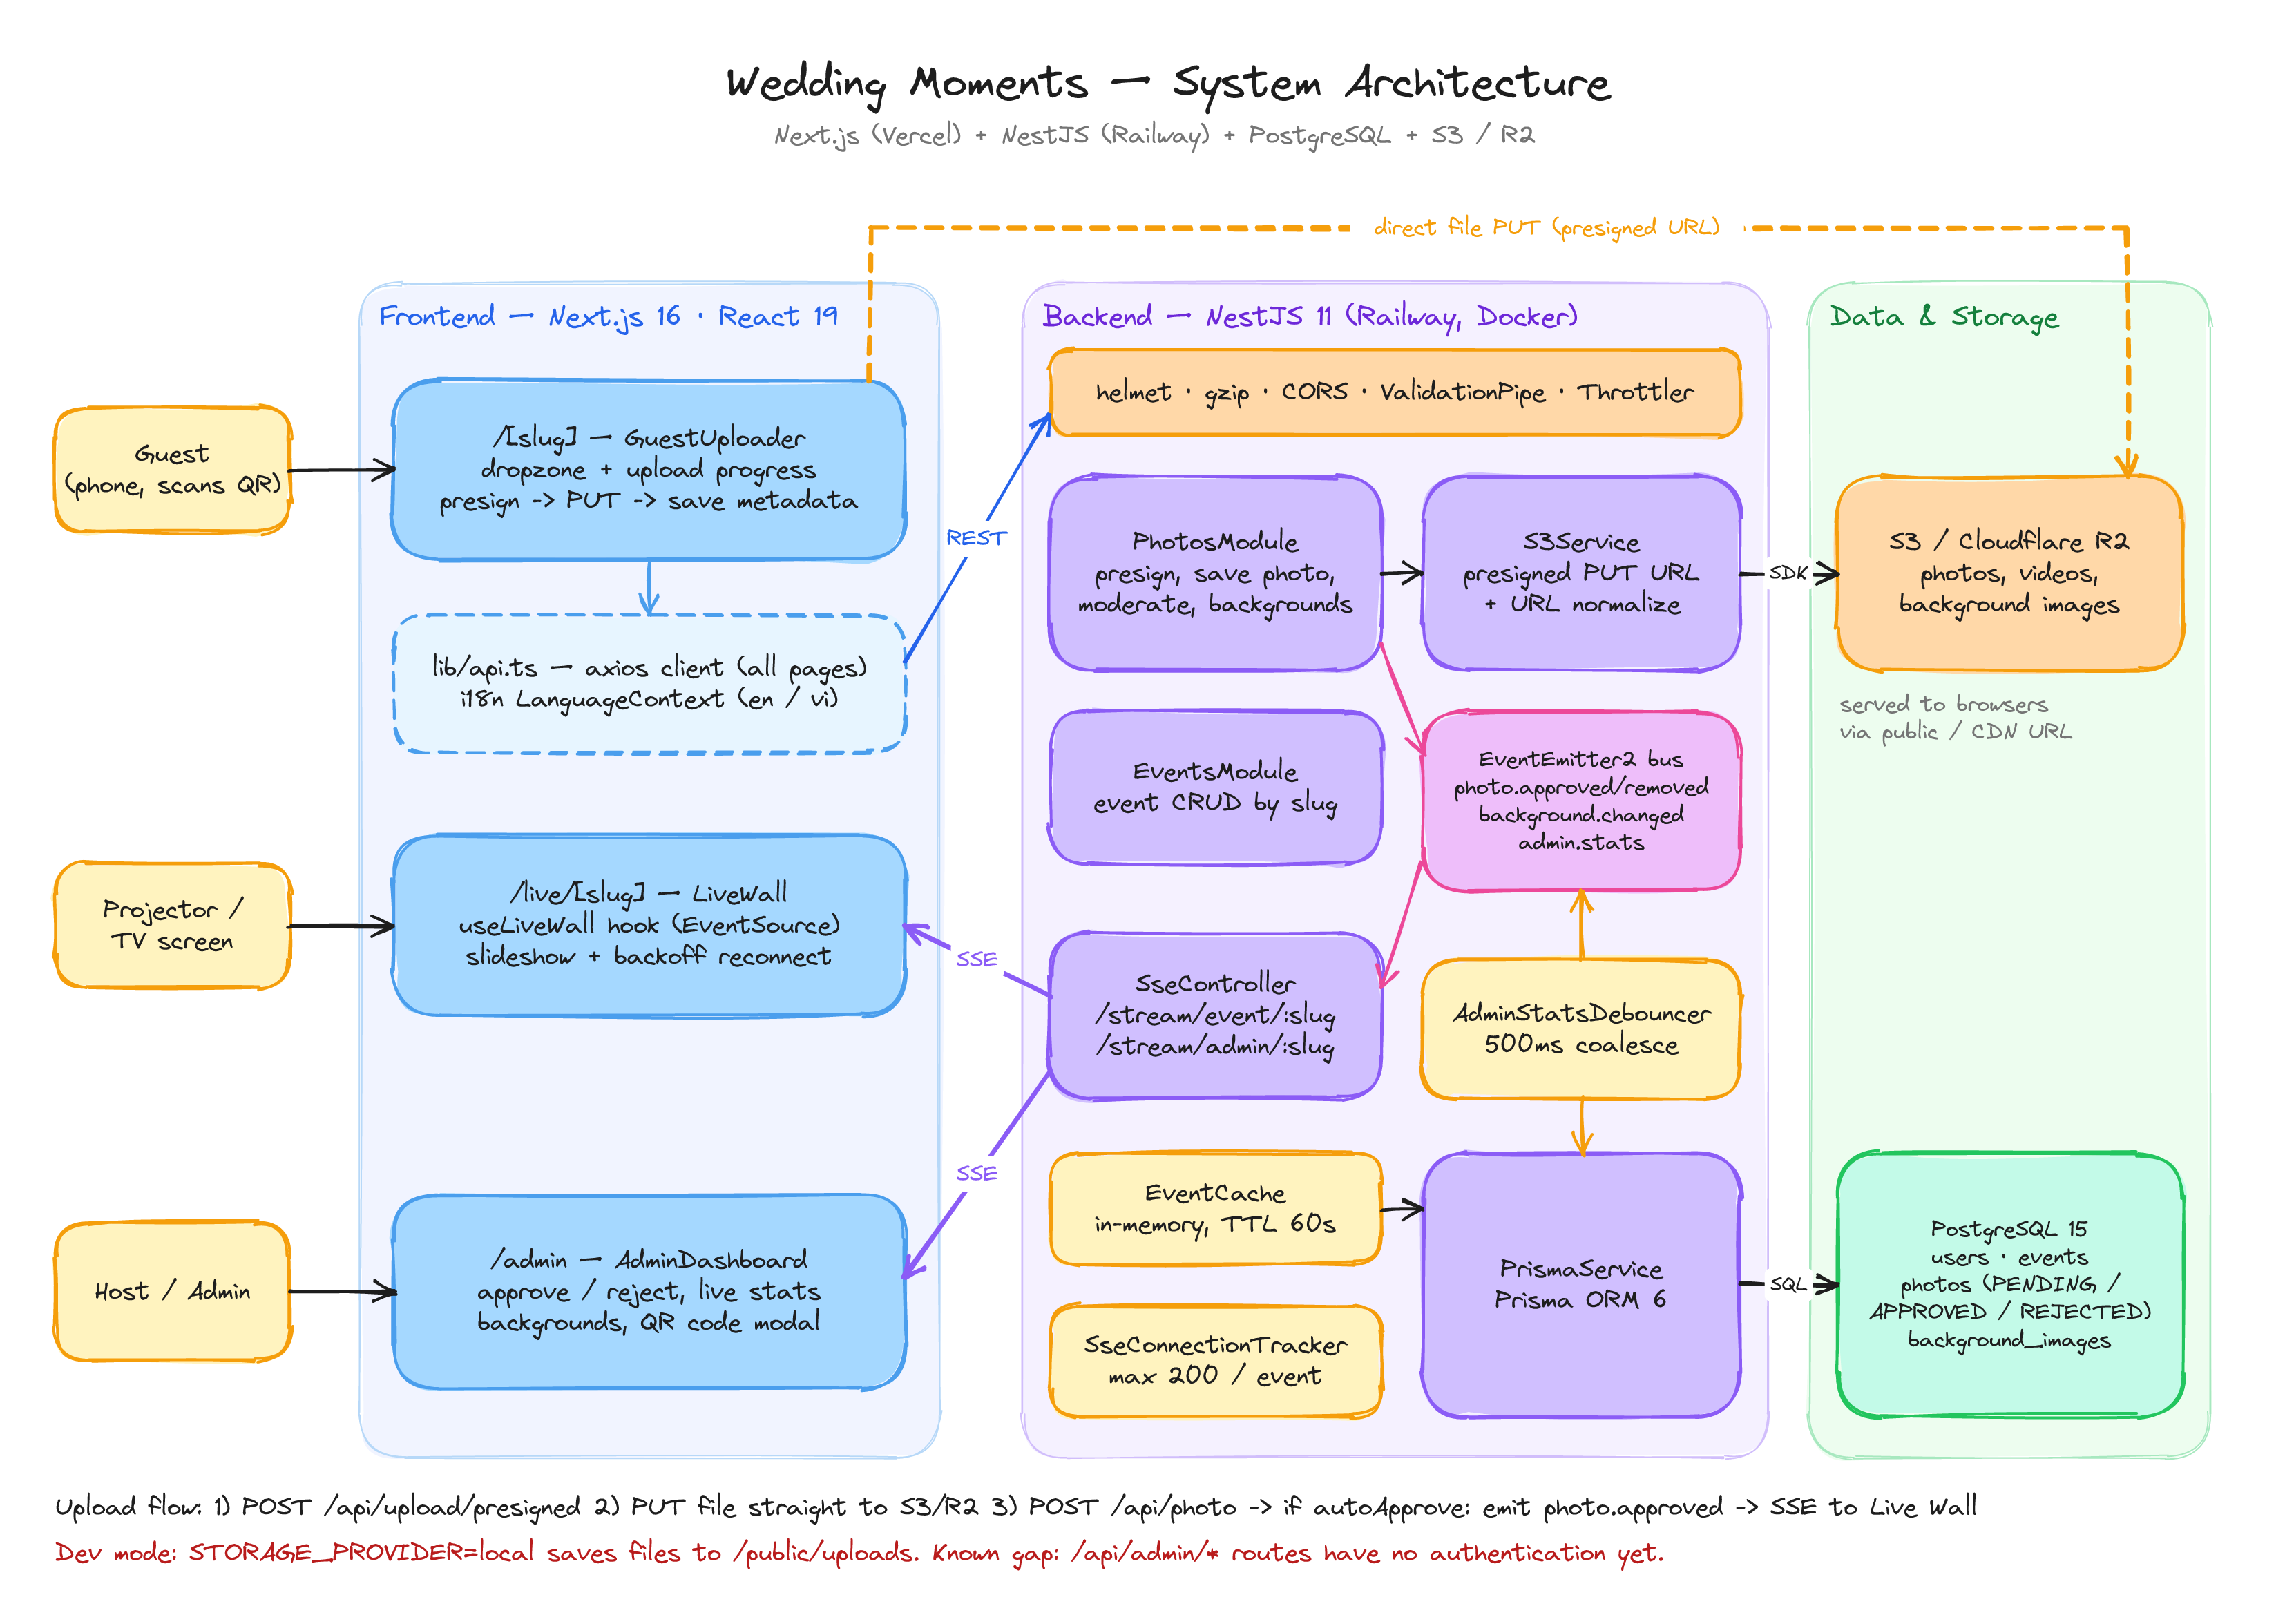 Wedding Moments — System Architecture
Next.js (Vercel) + NestJS (Railway) + PostgreSQL + S3 / R2
direct file PUT (presigned URL)
Frontend — Next.js 16 · React 19
Backend — NestJS 11 (Railway, Docker)
Data & Storage
Guest
(phone, scans QR)
/[slug] — GuestUploader
dropzone + upload progress
presign -> PUT -> save metadata
lib/api.ts — axios client (all pages)
i18n LanguageContext (en / vi)
Projector /
TV screen
/live/[slug] — LiveWall
useLiveWall hook (EventSource)
slideshow + backoff reconnect
Host / Admin
/admin — AdminDashboard
approve / reject, live stats
backgrounds, QR code modal
REST
SSE
SSE
helmet · gzip · CORS · ValidationPipe · Throttler
PhotosModule
presign, save photo,
moderate, backgrounds
S3Service
presigned PUT URL
+ URL normalize
SDK
EventsModule
event CRUD by slug
EventEmitter2 bus
photo.approved/removed
background.changed
admin.stats
SseController
/stream/event/:slug
/stream/admin/:slug
AdminStatsDebouncer
500ms coalesce
EventCache
in-memory, TTL 60s
SseConnectionTracker
max 200 / event
PrismaService
Prisma ORM 6
SQL
S3 / Cloudflare R2
photos, videos,
background images
served to browsers
via public / CDN URL
PostgreSQL 15
users · events
photos (PENDING /
APPROVED / REJECTED)
background_images
Upload flow: 1) POST /api/upload/presigned 2) PUT file straight to S3/R2 3) POST /api/photo -> if autoApprove: emit photo.approved -> SSE to Live Wall
Dev mode: STORAGE_PROVIDER=local saves files to /public/uploads. Known gap: /api/admin/* routes have no authentication yet.